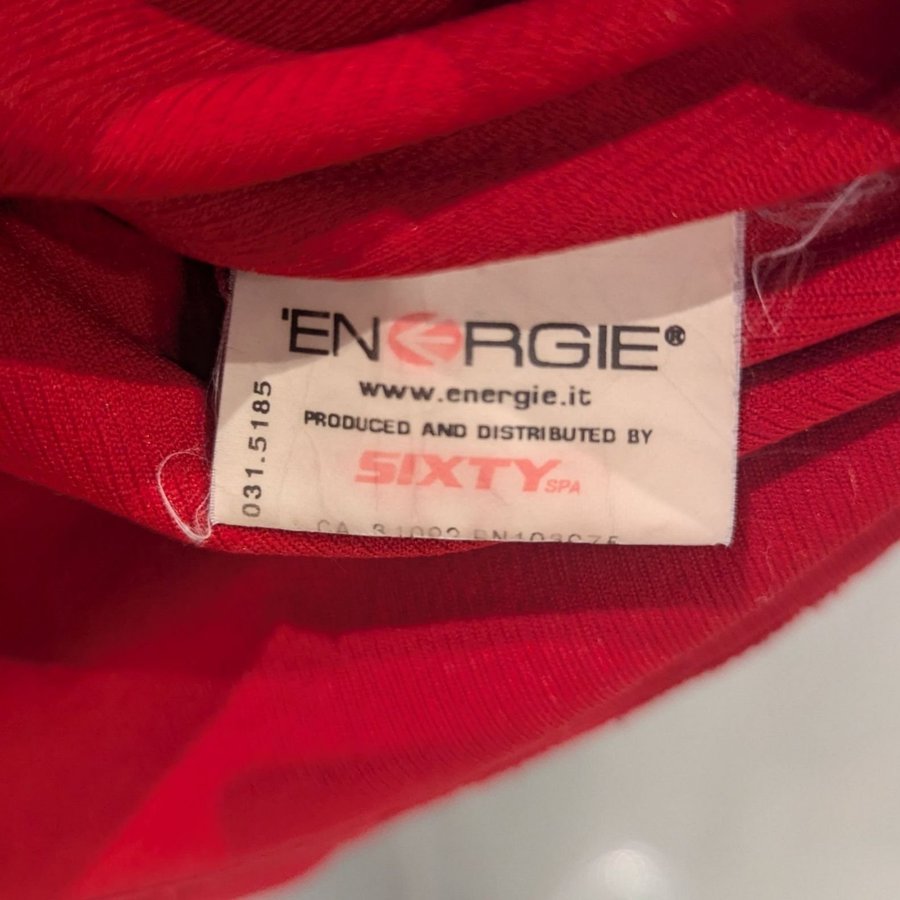 'ENERGIE®
www.energie.it
PRODUCED AND DISTRIBUTED BY
SIXTY SPA
031.5185